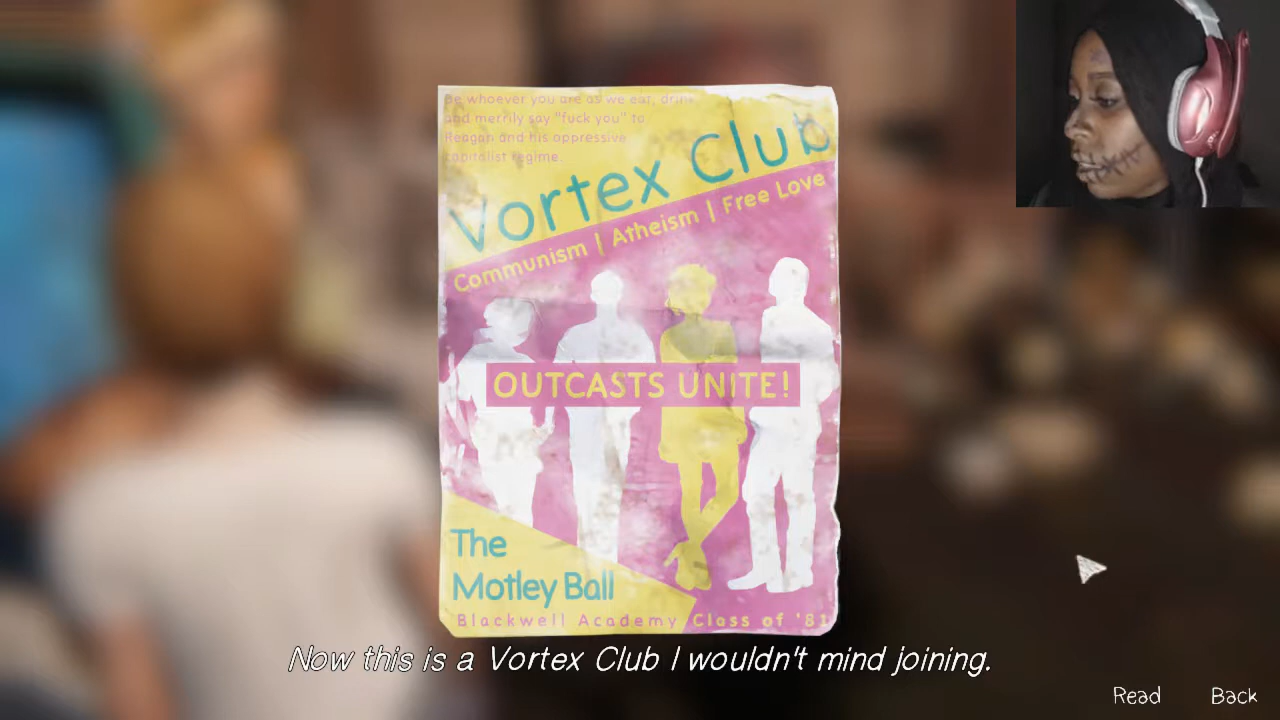 Be whoever you are as we eat, drink
and merrily say "fuck you" to
Reagan and his oppressive
capitalist regime.
Vortex Club
Communism | Atheism | Free Love
OUTCASTS UNITE!
The
Motley Ball
Blackwell Academy Class of '81
Now this is a Vortex Club I wouldn't mind joining.
Read Back